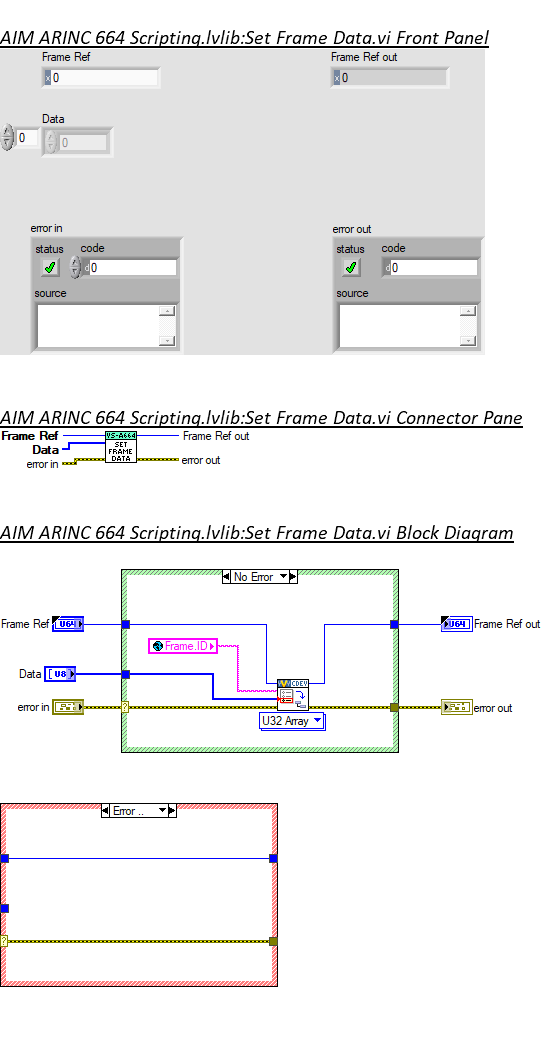 AIM ARINC 664 Scripting.lvlib:Set Frame Data.vi Front Panel
Frame Ref
Frame Ref out
x 0
x 0
Data
0
0
error in
error out
status code
status code
d 0
d 0
source
source
AIM ARINC 664 Scripting.lvlib:Set Frame Data.vi Connector Pane
Frame Ref
VS-A664
Frame Ref out
Data
SET
FRAME
DATA
error in
error out
AIM ARINC 664 Scripting.lvlib:Set Frame Data.vi Block Diagram
No Error
Frame Ref
U64
U64
Frame Ref out
Frame.ID
Data
U8
CDEV
error in
?
error out
U32 Array
Error ..
?